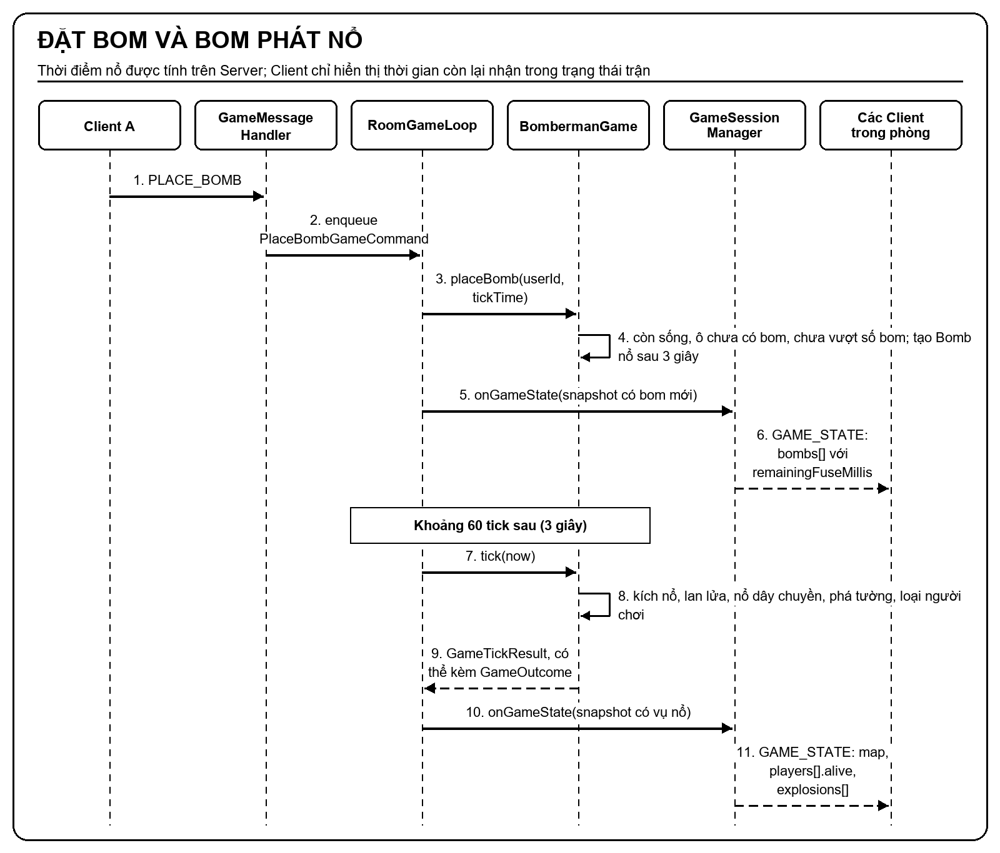 ĐẶT BOM VÀ BOM PHÁT NỔ
Thời điểm nổ được tính trên Server; Client chỉ hiển thị thời gian còn lại nhận trong trạng thái trận
Client A
GameMessage
Handler
RoomGameLoop
BombermanGame
GameSession
Manager
Các Client
trong phòng
1. PLACE_BOMB
2. enqueue
PlaceBombGameCommand
3. placeBomb(userId,
tickTime)
4. còn sống, ô chưa có bom, chưa vượt số bom; tạo Bomb
nổ sau 3 giây
5. onGameState(snapshot có bom mới)
6. GAME_STATE:
bombs[] với
remainingFuseMillis
Khoảng 60 tick sau (3 giây)
7. tick(now)
8. kích nổ, lan lửa, nổ dây chuyền, phá tường, loại người
chơi
9. GameTickResult, có
thể kèm GameOutcome
10. onGameState(snapshot có vụ nổ)
11. GAME_STATE: map,
players[].alive,
explosions[]